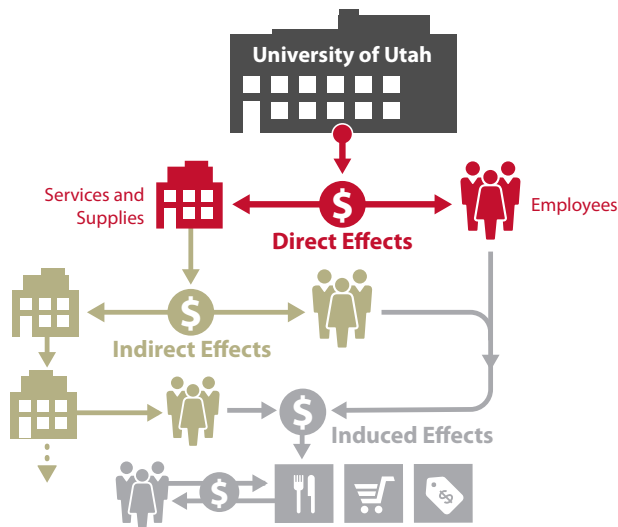 University of Utah
$
Services and
Supplies
Employees
Direct Effects
$
Indirect Effects
$
Induced Effects
$